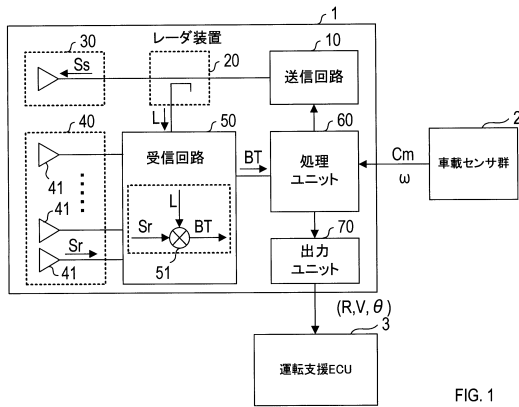 1
レーダ装置
30
Ss
20
10
送信回路
L
40
41
41
Sr
41
50
受信回路
L
Sr
BT
51
BT
60
処理
ユニット
Cm
ω
2
車載センサ群
70
出力
ユニット
(R,V,θ)
3
運転支援ECU
FIG. 1